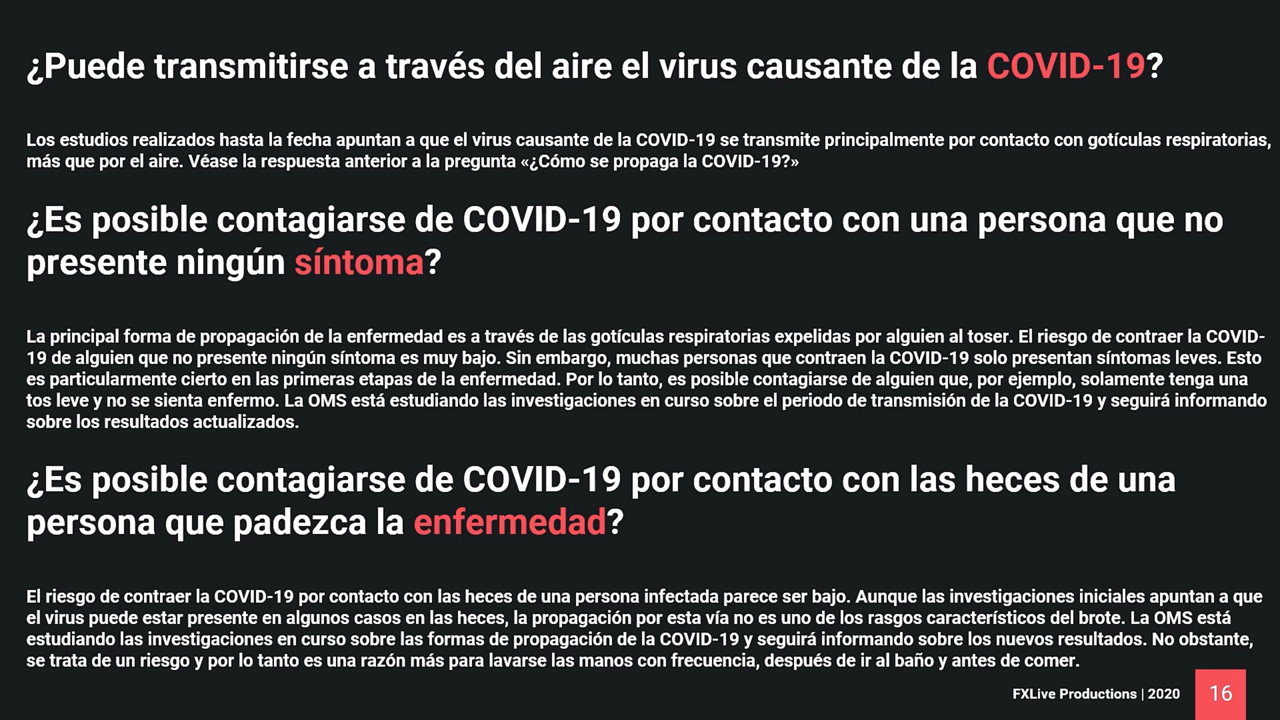 ¿Puede transmitirse a través del aire el virus causante de la COVID-19?
Los estudios realizados hasta la fecha apuntan a que el virus causante de la COVID-19 se transmite principalmente por contacto con gotículas respiratorias,
más que por el aire. Véase la respuesta anterior a la pregunta «¿Cómo se propaga la COVID-19?»
¿Es posible contagiarse de COVID-19 por contacto con una persona que no
presente ningún síntoma?
La principal forma de propagación de la enfermedad es a través de las gotículas respiratorias expelidas por alguien al toser. El riesgo de contraer la COVID-
19 de alguien que no presente ningún síntoma es muy bajo. Sin embargo, muchas personas que contraen la COVID-19 solo presentan síntomas leves. Esto
es particularmente cierto en las primeras etapas de la enfermedad. Por lo tanto, es posible contagiarse de alguien que, por ejemplo, solamente tenga una
tos leve y no se sienta enfermo. La OMS está estudiando las investigaciones en curso sobre el periodo de transmisión de la COVID-19 y seguirá informando
sobre los resultados actualizados.
¿Es posible contagiarse de COVID-19 por contacto con las heces de una
persona que padezca la enfermedad?
El riesgo de contraer la COVID-19 por contacto con las heces de una persona infectada parece ser bajo. Aunque las investigaciones iniciales apuntan a que
el virus puede estar presente en algunos casos en las heces, la propagación por esta vía no es uno de los rasgos característicos del brote. La OMS está
estudiando las investigaciones en curso sobre las formas de propagación de la COVID-19 y seguirá informando sobre los nuevos resultados. No obstante,
se trata de un riesgo y por lo tanto es una razón más para lavarse las manos con frecuencia, después de ir al baño y antes de comer.
FXLive Productions | 2020
16